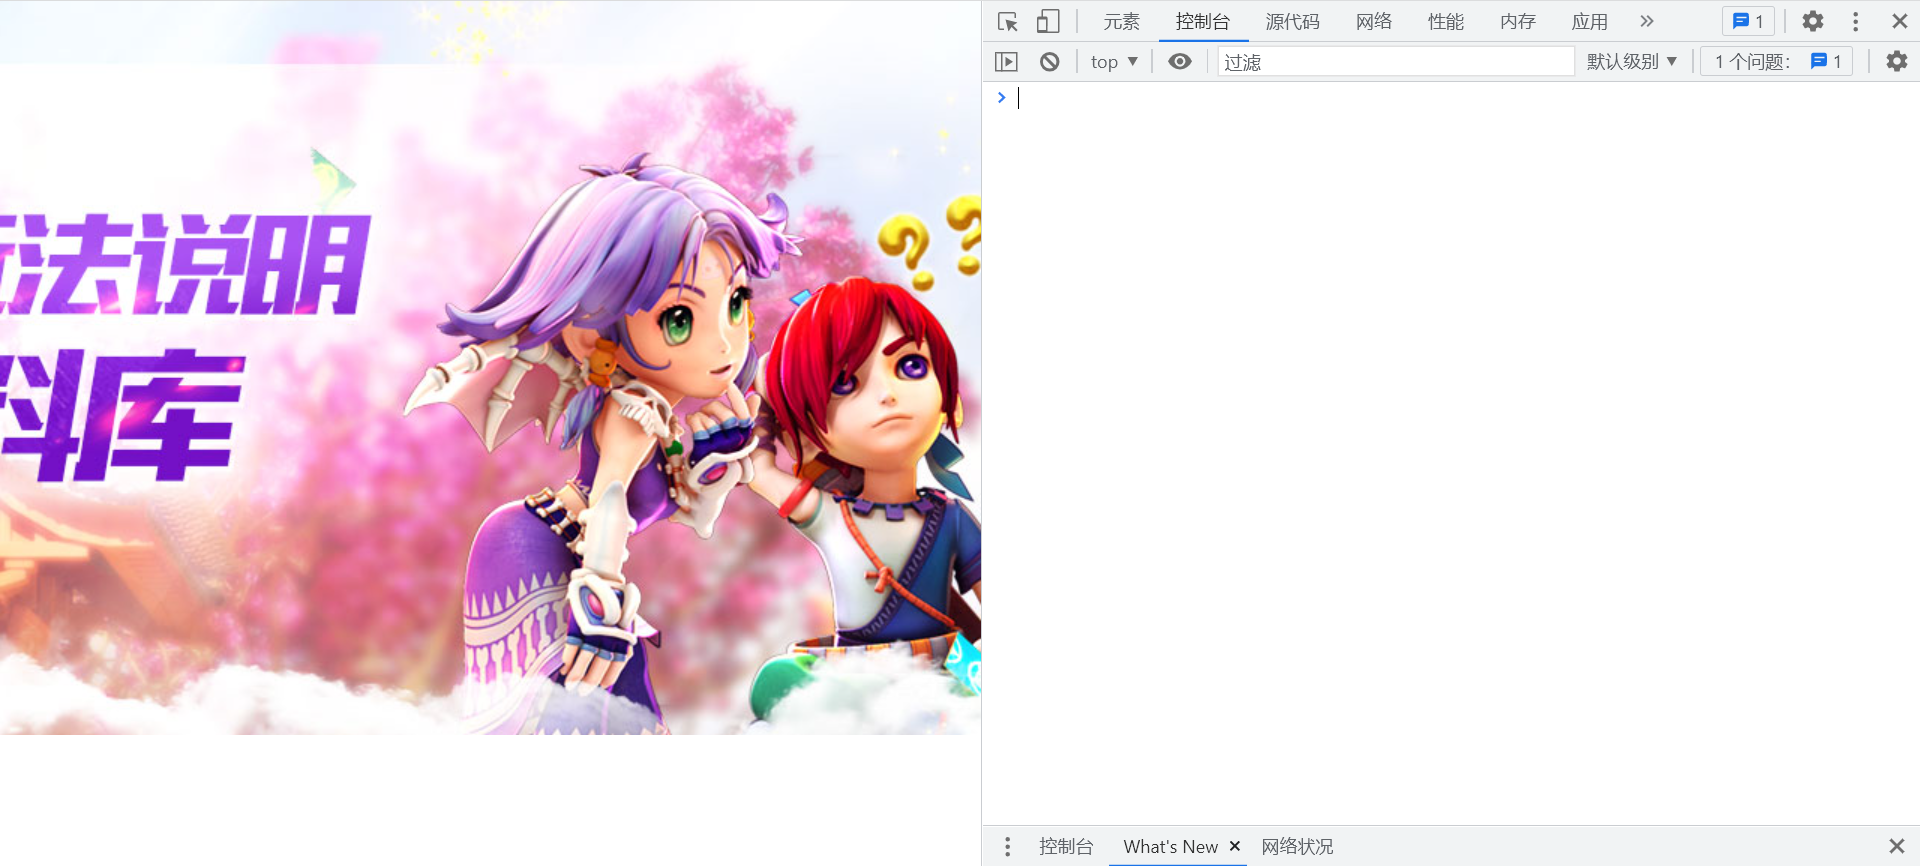 法说明
料库
元素 控制台 源代码 网络 性能 内存 应用 1
top 过滤 默认级别 1 个问题： 1
控制台 What's New 网络状况